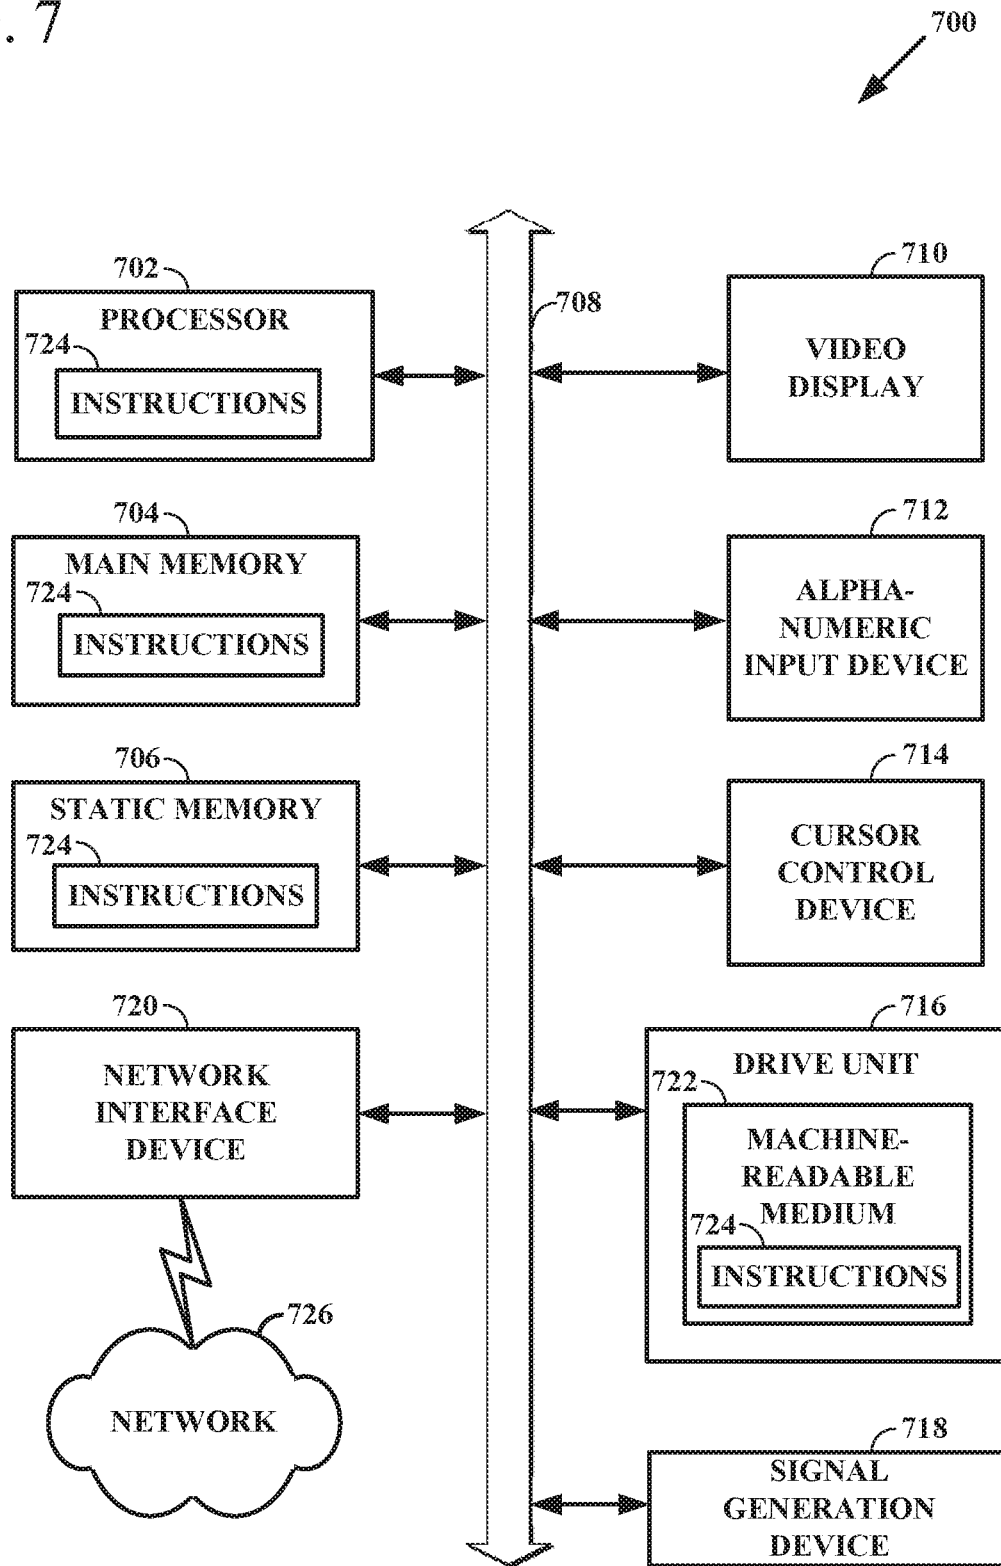 . 7
700
702
PROCESSOR
724
INSTRUCTIONS
704
MAIN MEMORY
724
INSTRUCTIONS
706
STATIC MEMORY
724
INSTRUCTIONS
720
NETWORK
INTERFACE
DEVICE
726
NETWORK
708
710
VIDEO
DISPLAY
712
ALPHA-
NUMERIC
INPUT DEVICE
714
CURSOR
CONTROL
DEVICE
716
DRIVE UNIT
722
MACHINE-
READABLE
MEDIUM
724
INSTRUCTIONS
718
SIGNAL
GENERATION
DEVICE